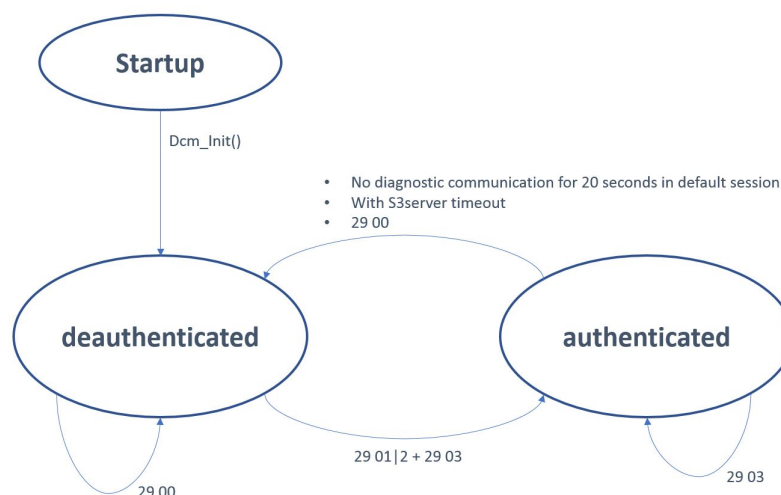 Startup
Dcm_Init()
• No diagnostic communication for 20 seconds in default session
• With S3server timeout
• 29 00
deauthenticated
authenticated
29 01|2 + 29 03
29 03
29 00